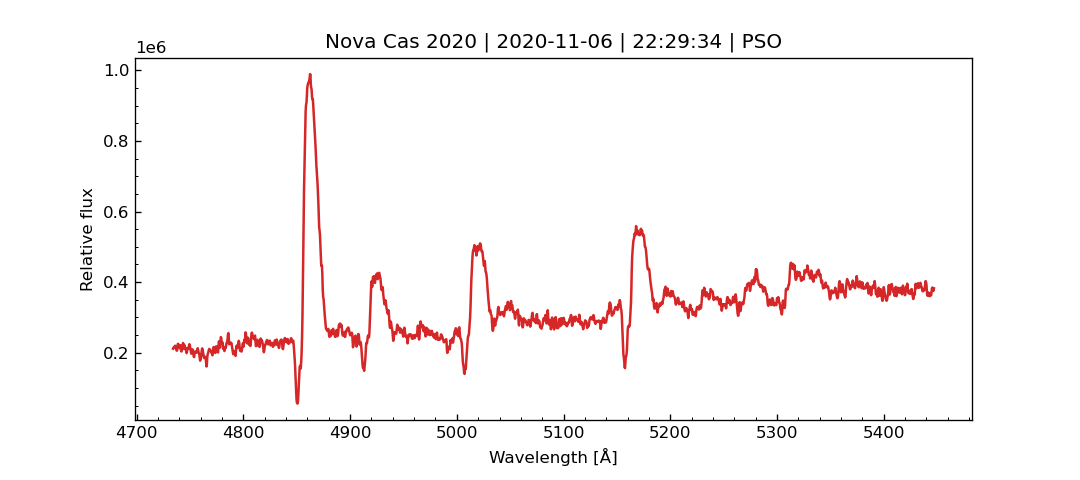 Nova Cas 2020 | 2020-11-06 | 22:29:34 | PSO
1e6
1.0
0.8
0.6
0.4
0.2
Relative flux
4700 4800 4900 5000 5100 5200 5300 5400
Wavelength [Å]